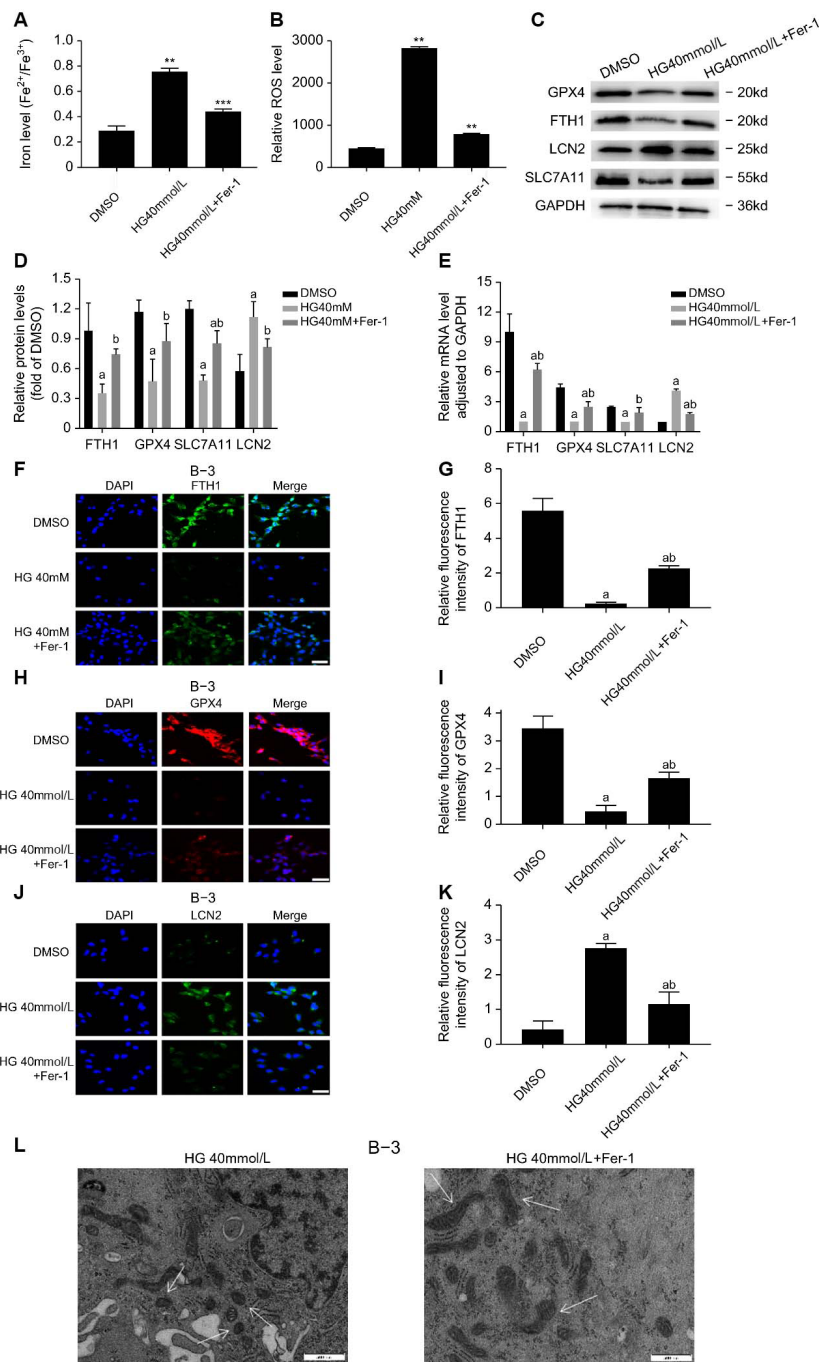 A
Iron level (Fe²⁺/Fe³⁺)
1.0
0.8
0.6
0.4
0.2
0
**
***
DMSO
HG40mmol/L
HG40mmol/L+Fer-1
B
Relative ROS level
3000
2500
2000
1500
1000
500
0
**
**
DMSO
HG40mM
HG40mmol/L+Fer-1
C
DMSO
HG40mmol/L
HG40mmol/L+Fer-1
GPX4 − 20kd
FTH1 − 20kd
LCN2 − 25kd
SLC7A11 − 55kd
GAPDH − 36kd
D
Relative protein levels
(fold of DMSO)
1.5
1.2
0.9
0.6
0.3
0
DMSO
HG40mM
HG40mM+Fer-1
a b a b a ab a b
FTH1 GPX4 SLC7A11 LCN2
E
Relative mRNA level
adjusted to GAPDH
15
12
9
6
3
0
DMSO
HG40mmol/L
HG40mmol/L+Fer-1
a ab a ab a b a ab
FTH1 GPX4 SLC7A11 LCN2
F
B−3
DAPI FTH1 Merge
DMSO
HG 40mM
HG 40mM
+Fer-1
G
Relative fluorescence
intensity of FTH1
8
6
4
2
0
a
ab
DMSO
HG40mmol/L
HG40mmol/L+Fer-1
H
B−3
DAPI GPX4 Merge
DMSO
HG 40mmol/L
HG 40mmol/L
+Fer-1
I
Relative fluorescence
intensity of GPX4
4
3
2
1
0
a
ab
DMSO
HG40mmol/L
HG40mmol/L+Fer-1
J
B−3
DAPI LCN2 Merge
DMSO
HG 40mmol/L
HG 40mmol/L
+Fer-1
K
Relative fluorescence
intensity of LCN2
4
3
2
1
0
a
ab
DMSO
HG40mmol/L
HG40mmol/L+Fer-1
L
B−3
HG 40mmol/L HG 40mmol/L+Fer-1